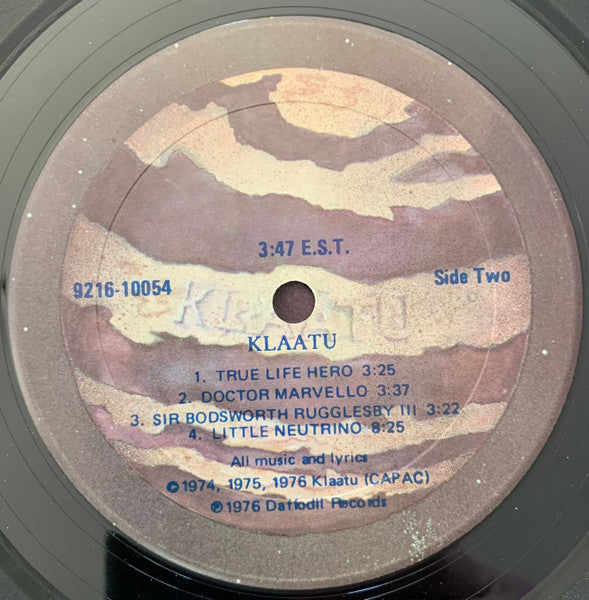 3:47 E.S.T.
9216-10054
Side Two
KLAATU
KLAATU
1. TRUE LIFE HERO 3:25
2. DOCTOR MARVELLO 3:37
3. SIR BODSWORTH RUGGLESBY III 3:22
4. LITTLE NEUTRINO 8:25
All music and lyrics
©1974, 1975, 1976 Klaatu (CAPAC)
℗1976 Daffodil Records